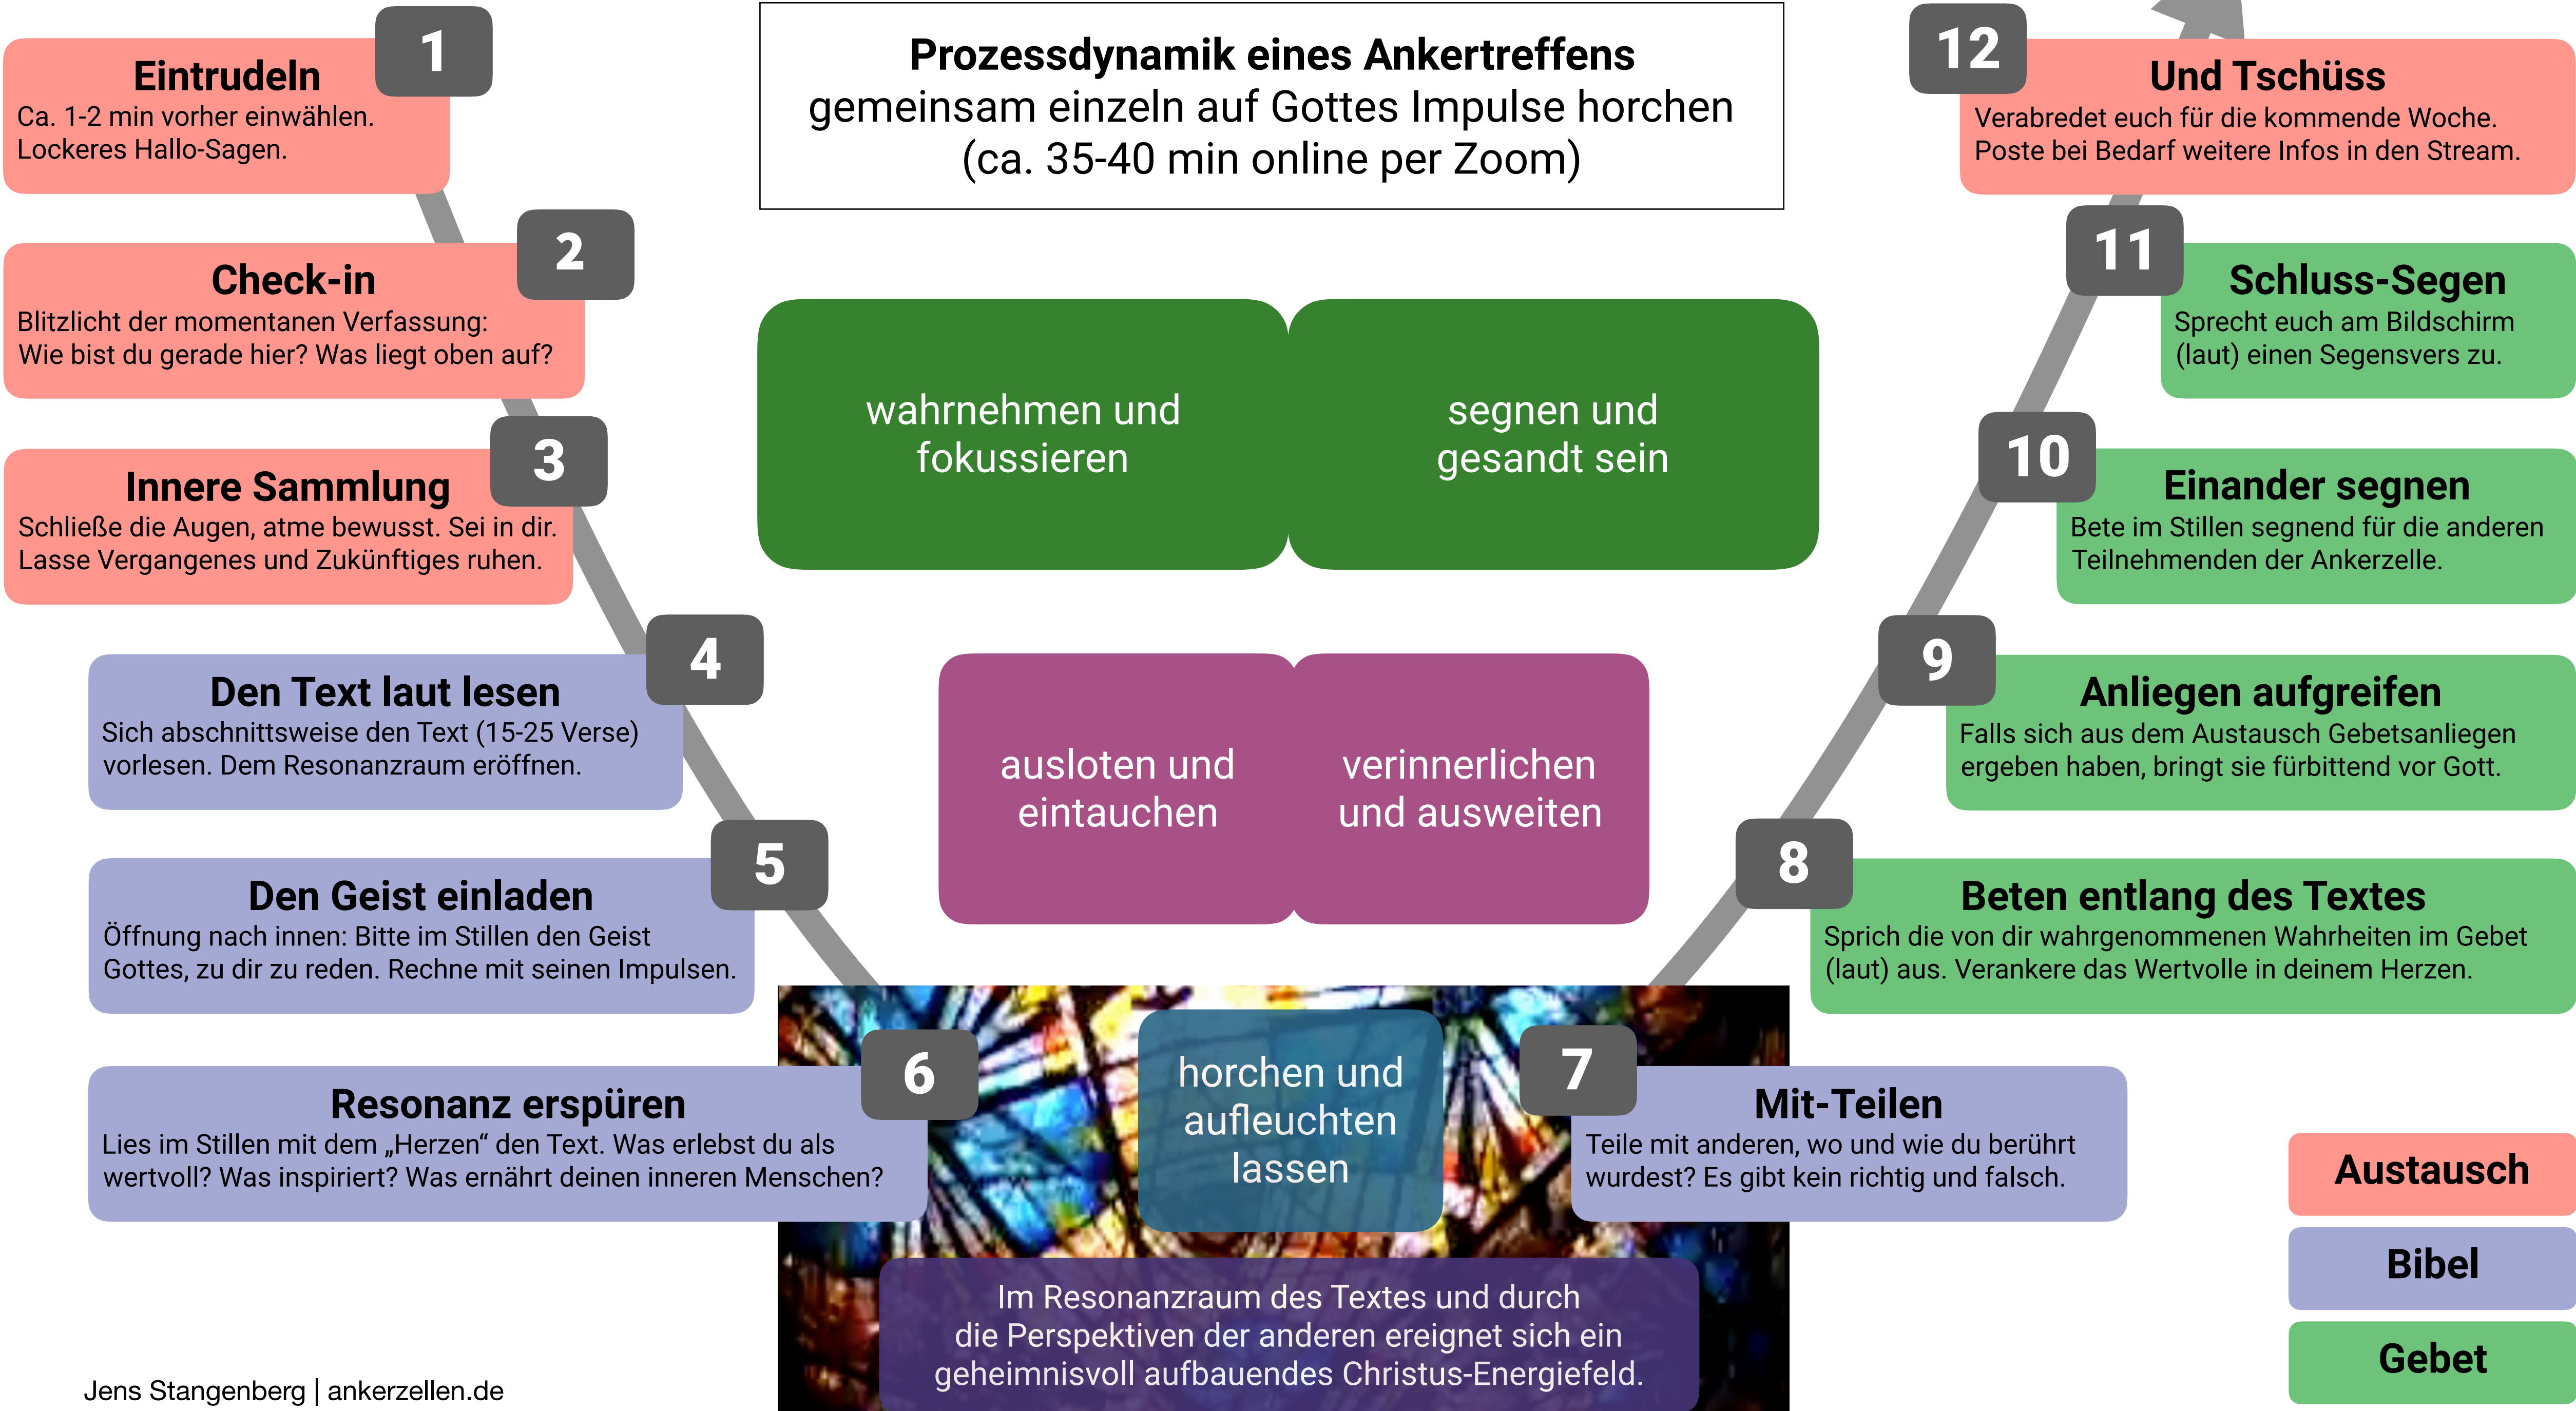 Prozessdynamik eines Ankertreffens
gemeinsam einzeln auf Gottes Impulse horchen
(ca. 35-40 min online per Zoom)
1
Eintrudeln
Ca. 1-2 min vorher einwählen.
Lockeres Hallo-Sagen.
2
Check-in
Blitzlicht der momentanen Verfassung:
Wie bist du gerade hier? Was liegt oben auf?
3
Innere Sammlung
Schließe die Augen, atme bewusst. Sei in dir.
Lasse Vergangenes und Zukünftiges ruhen.
4
Den Text laut lesen
Sich abschnittsweise den Text (15-25 Verse)
vorlesen. Dem Resonanzraum eröffnen.
5
Den Geist einladen
Öffnung nach innen: Bitte im Stillen den Geist
Gottes, zu dir zu reden. Rechne mit seinen Impulsen.
6
Resonanz erspüren
Lies im Stillen mit dem „Herzen“ den Text. Was erlebst du als
wertvoll? Was inspiriert? Was ernährt deinen inneren Menschen?
wahrnehmen und
fokussieren
segnen und
gesandt sein
ausloten und
eintauchen
verinnerlichen
und ausweiten
horchen und
aufleuchten
lassen
Im Resonanzraum des Textes und durch
die Perspektiven der anderen ereignet sich ein
geheimnisvoll aufbauendes Christus-Energiefeld.
7
Mit-Teilen
Teile mit anderen, wo und wie du berührt
wurdest? Es gibt kein richtig und falsch.
8
Beten entlang des Textes
Sprich die von dir wahrgenommenen Wahrheiten im Gebet
(laut) aus. Verankere das Wertvolle in deinem Herzen.
9
Anliegen aufgreifen
Falls sich aus dem Austausch Gebetsanliegen
ergeben haben, bringt sie fürbittend vor Gott.
10
Einander segnen
Bete im Stillen segnend für die anderen
Teilnehmenden der Ankerzelle.
11
Schluss-Segen
Sprecht euch am Bildschirm
(laut) einen Segensvers zu.
12
Und Tschüss
Verabredet euch für die kommende Woche.
Poste bei Bedarf weitere Infos in den Stream.
Austausch
Bibel
Gebet
Jens Stangenberg | ankerzellen.de